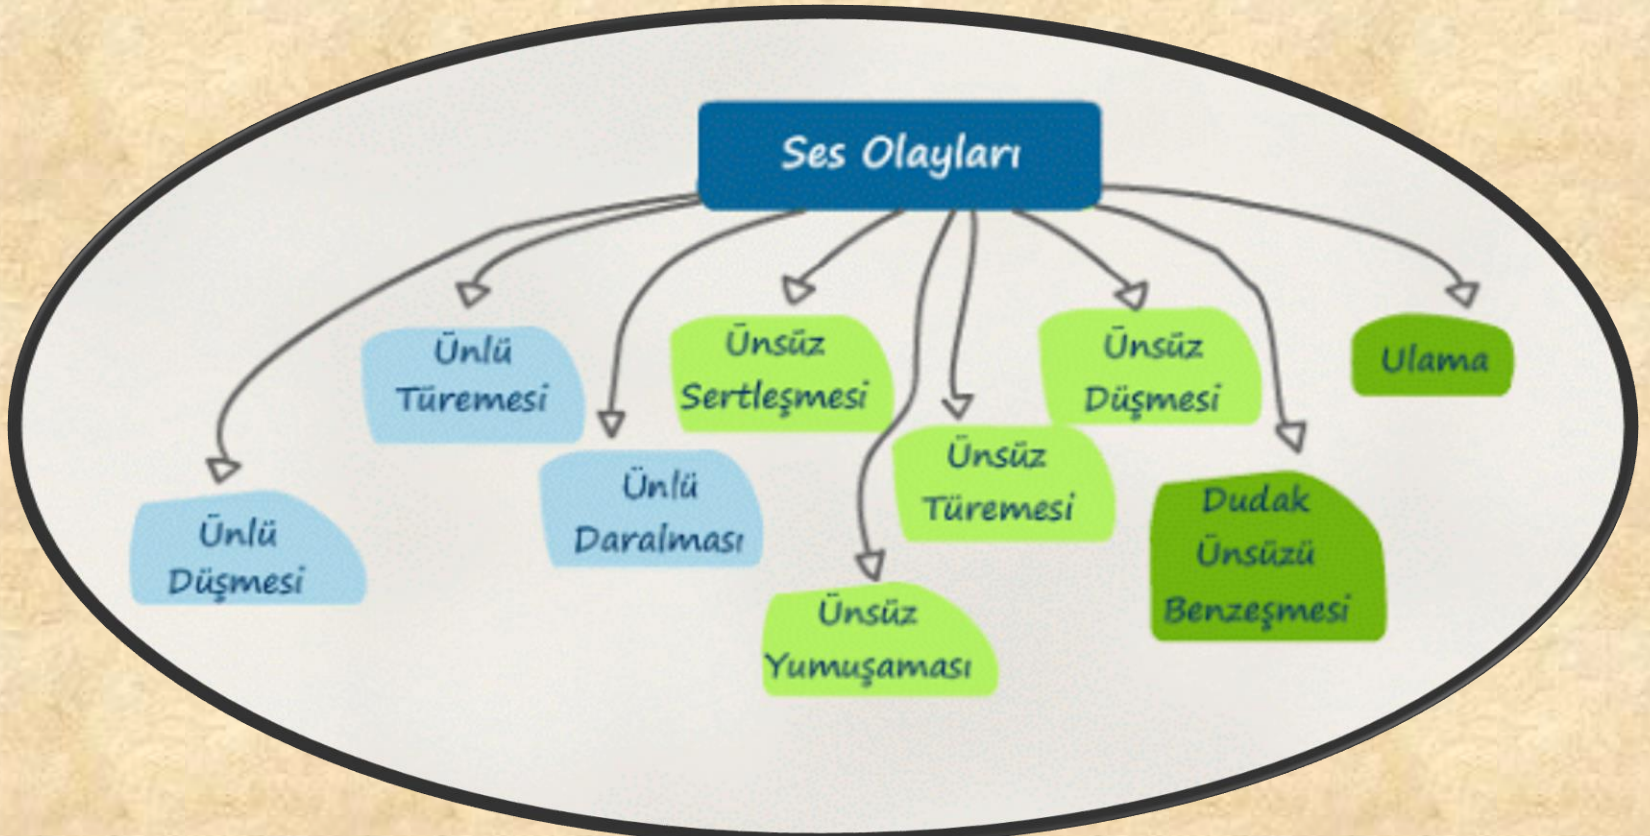 Ses Olayları
Ünlü
Düşmesi
Ünlü
Türemesi
Ünlü
Daralması
Ünsüz
Sertleşmesi
Ünsüz
Yumuşaması
Ünsüz
Türemesi
Ünsüz
Düşmesi
Dudak
Ünsüzü
Benzeşmesi
Ulama